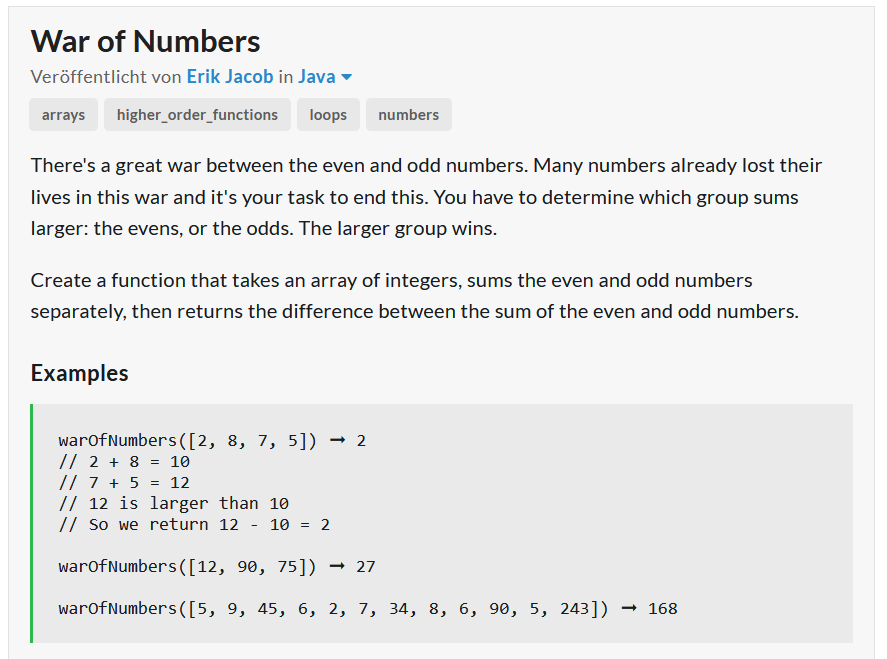 War of Numbers
Veröffentlicht von Erik Jacob in Java
arrays higher_order_functions loops numbers
There's a great war between the even and odd numbers. Many numbers already lost their
lives in this war and it's your task to end this. You have to determine which group sums
larger: the evens, or the odds. The larger group wins.
Create a function that takes an array of integers, sums the even and odd numbers
separately, then returns the difference between the sum of the even and odd numbers.
Examples
warOfNumbers([2, 8, 7, 5]) ➞ 2
// 2 + 8 = 10
// 7 + 5 = 12
// 12 is larger than 10
// So we return 12 - 10 = 2
warOfNumbers([12, 90, 75]) ➞ 27
warOfNumbers([5, 9, 45, 6, 2, 7, 34, 8, 6, 90, 5, 243]) ➞ 168